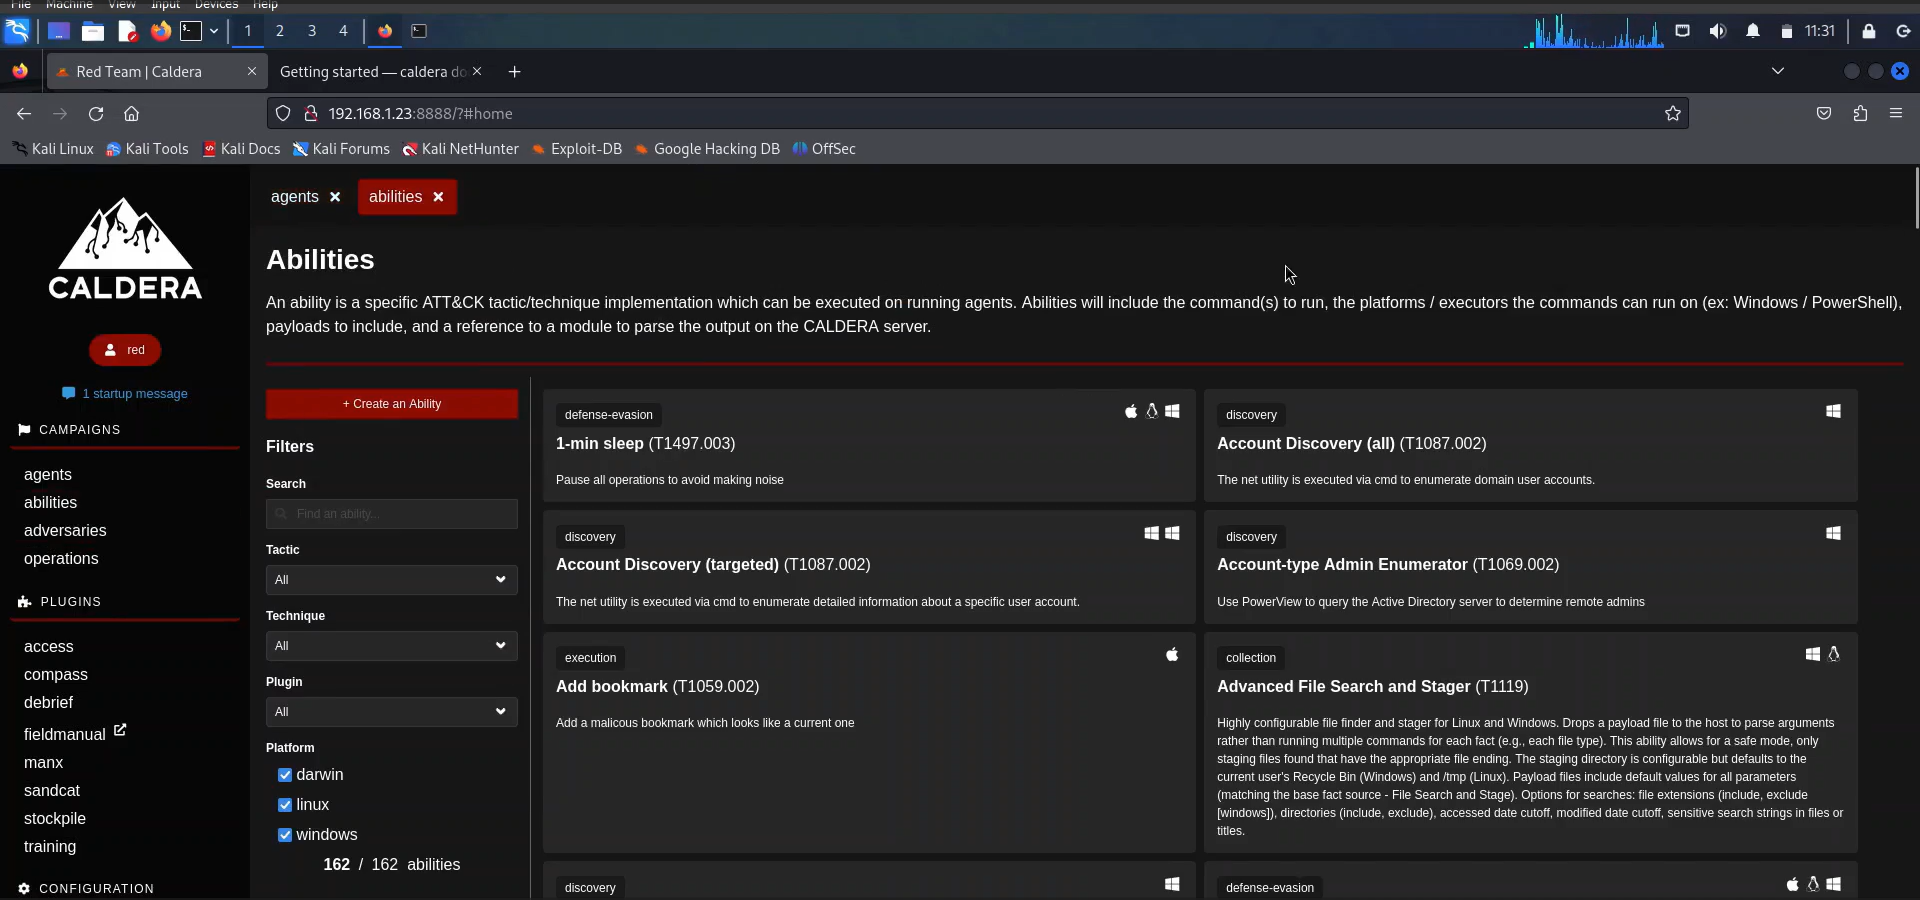 File Machine View Input Devices Help
1 2 3 4 11:31
Red Team | Caldera Getting started — caldera do
192.168.1.23:8888/?#home
Kali Linux Kali Tools Kali Docs Kali Forums Kali NetHunter Exploit-DB Google Hacking DB OffSec
CALDERA
red
1 startup message
CAMPAIGNS
agents
abilities
adversaries
operations
PLUGINS
access
compass
debrief
fieldmanual
manx
sandcat
stockpile
training
CONFIGURATION
agents abilities
Abilities
An ability is a specific ATT&CK tactic/technique implementation which can be executed on running agents. Abilities will include the command(s) to run, the platforms / executors the commands can run on (ex: Windows / PowerShell),
payloads to include, and a reference to a module to parse the output on the CALDERA server.
+ Create an Ability
Filters
Search
Find an ability...
Tactic
All
Technique
All
Plugin
All
Platform
darwin
linux
windows
162 / 162 abilities
defense-evasion
1-min sleep (T1497.003)
Pause all operations to avoid making noise
discovery
Account Discovery (all) (T1087.002)
The net utility is executed via cmd to enumerate domain user accounts.
discovery
Account Discovery (targeted) (T1087.002)
The net utility is executed via cmd to enumerate detailed information about a specific user account.
discovery
Account-type Admin Enumerator (T1069.002)
Use PowerView to query the Active Directory server to determine remote admins
execution
Add bookmark (T1059.002)
Add a malicous bookmark which looks like a current one
collection
Advanced File Search and Stager (T1119)
Highly configurable file finder and stager for Linux and Windows. Drops a payload file to the host to parse arguments
rather than running multiple commands for each fact (e.g., each file type). This ability allows for a safe mode, only
staging files found that have the appropriate file ending. The staging directory is configurable but defaults to the
current user's Recycle Bin (Windows) and /tmp (Linux). Payload files include default values for all parameters
(matching the base fact source - File Search and Stage). Options for searches: file extensions (include, exclude
[windows]), directories (include, exclude), accessed date cutoff, modified date cutoff, sensitive search strings in files or
titles.
discovery
defense-evasion